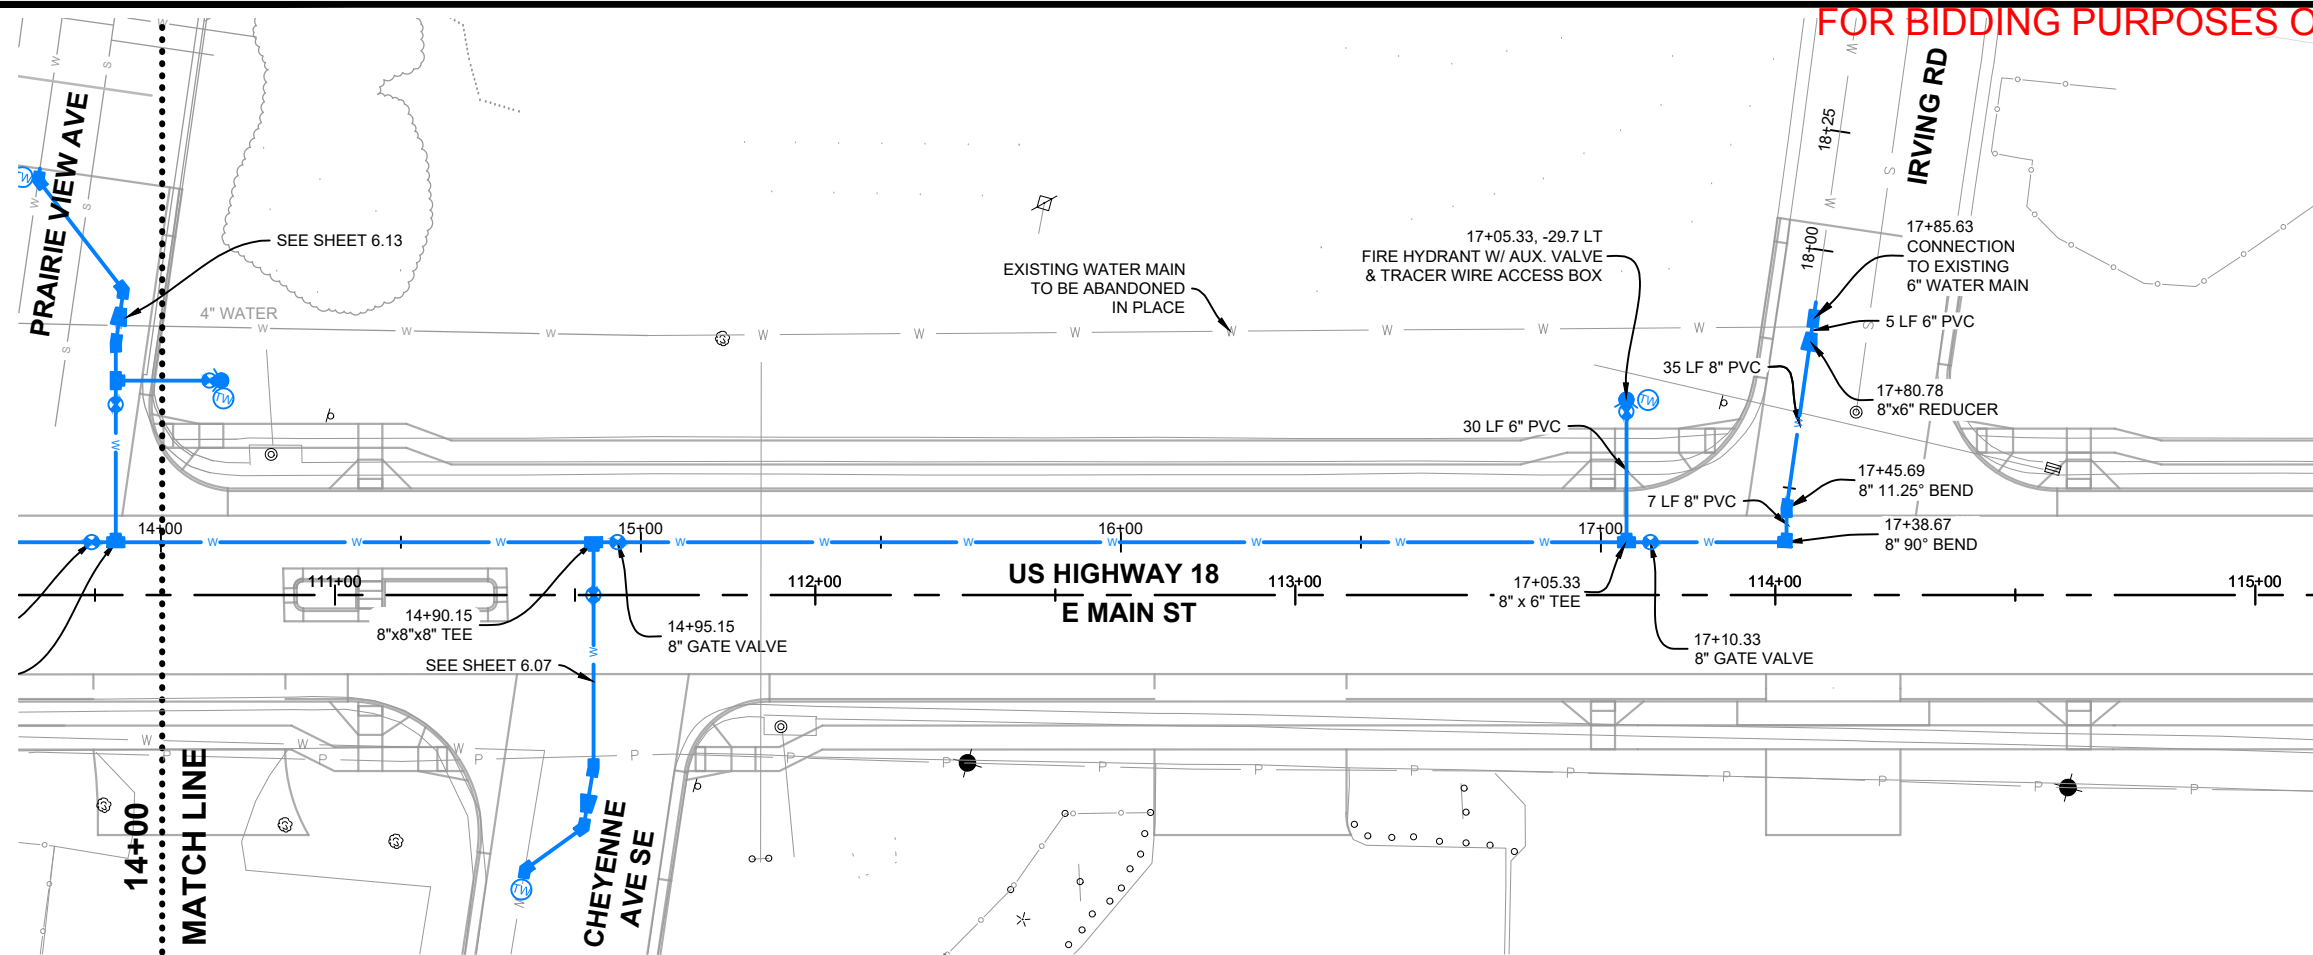 FOR BIDDING PURPOSES O
PRAIRIE VIEW AVE
IRVING RD
18+25
18+00
SEE SHEET 6.13
4" WATER
EXISTING WATER MAIN
TO BE ABANDONED
IN PLACE
17+05.33, -29.7 LT
FIRE HYDRANT W/ AUX. VALVE
& TRACER WIRE ACCESS BOX
17+85.63
CONNECTION
TO EXISTING
6" WATER MAIN
5 LF 6" PVC
35 LF 8" PVC
17+80.78
8"x6" REDUCER
30 LF 6" PVC
17+45.69
8" 11.25° BEND
7 LF 8" PVC
17+38.67
8" 90° BEND
TW
TW
TW
TW
14+00
15+00
16+00
17+00
111+00
112+00
113+00
114+00
115+00
US HIGHWAY 18
E MAIN ST
14+90.15
8"x8"x8" TEE
14+95.15
8" GATE VALVE
17+05.33
8" x 6" TEE
17+10.33
8" GATE VALVE
SEE SHEET 6.07
14+00
MATCH LINE
CHEYENNE
AVE SE